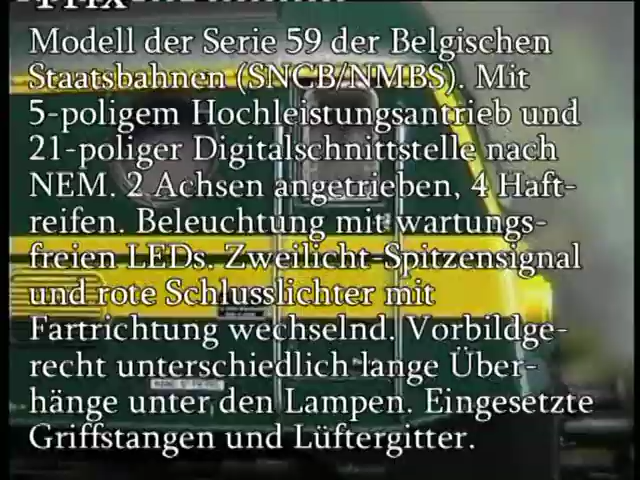 Modell der Serie 59 der Belgischen
Staatsbahnen (SNCB/NMBS). Mit
5-poligem Hochleistungsantrieb und
21-poliger Digitalschnittstelle nach
NEM. 2 Achsen angetrieben, 4 Haft-
reifen. Beleuchtung mit wartungs-
freien LEDs. Zweilicht-Spitzensignal
und rote Schlusslichter mit
Fartrichtung wechselnd. Vorbildge-
recht unterschiedlich lange Über-
hänge unter den Lampen. Eingesetzte
Griffstangen und Lüftergitter.